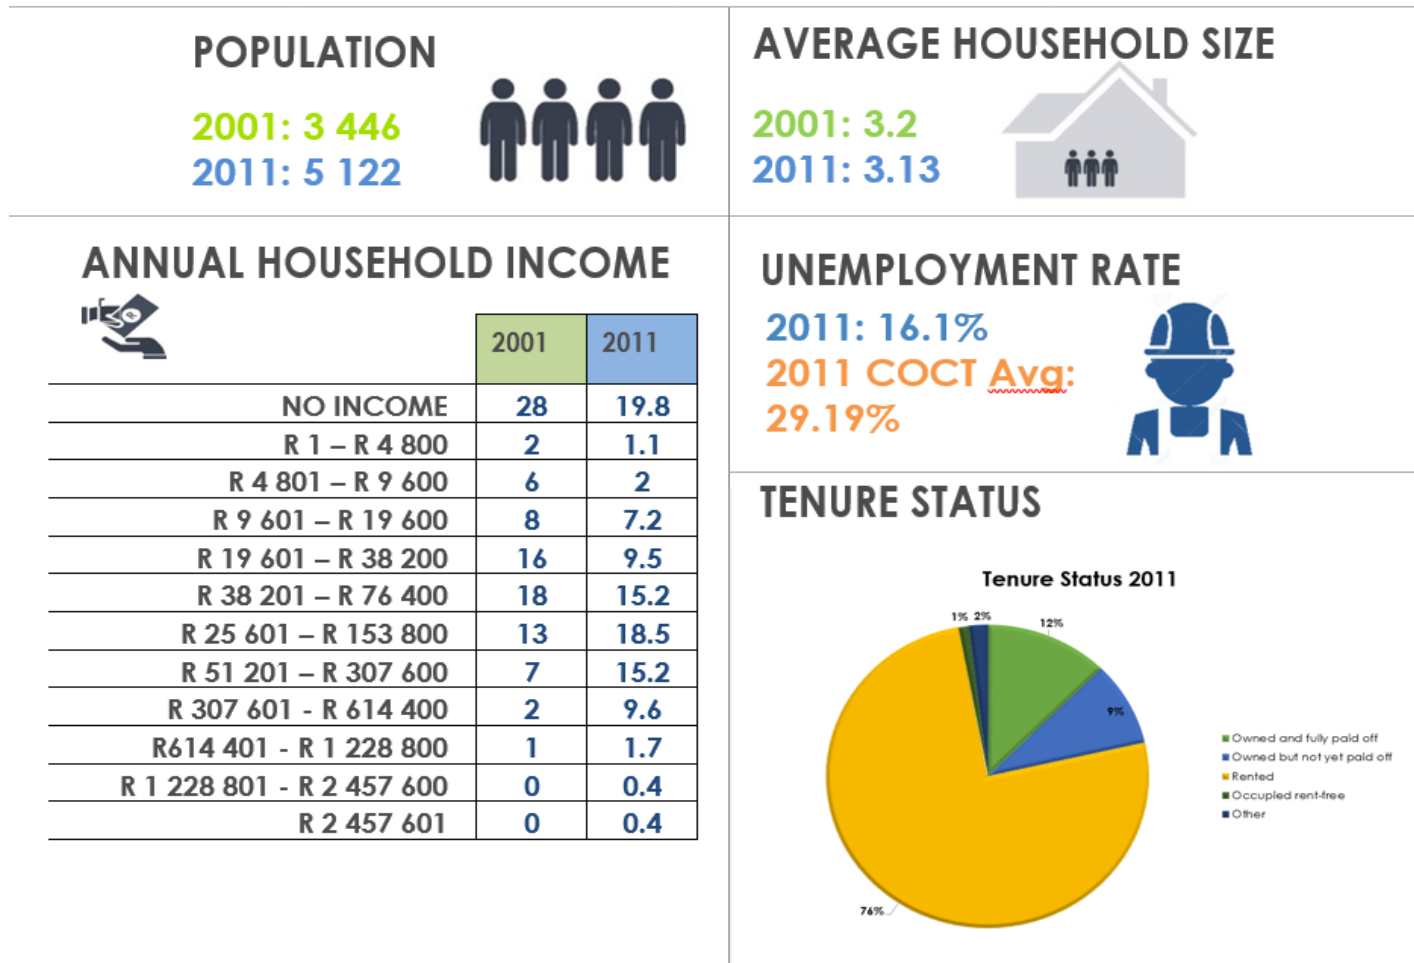 POPULATION
2001: 3 446
2011: 5 122
AVERAGE HOUSEHOLD SIZE
2001: 3.2
2011: 3.13
ANNUAL HOUSEHOLD INCOME
R
2001 2011
NO INCOME 28 19.8
R 1 – R 4 800 2 1.1
R 4 801 – R 9 600 6 2
R 9 601 – R 19 600 8 7.2
R 19 601 – R 38 200 16 9.5
R 38 201 – R 76 400 18 15.2
R 25 601 – R 153 800 13 18.5
R 51 201 – R 307 600 7 15.2
R 307 601 - R 614 400 2 9.6
R614 401 - R 1 228 800 1 1.7
R 1 228 801 - R 2 457 600 0 0.4
R 2 457 601 0 0.4
UNEMPLOYMENT RATE
2011: 16.1%
2011 COCT Avg:
29.19%
TENURE STATUS
Tenure Status 2011
1% 2%
12%
9%
76%
Owned and fully paid off
Owned but not yet paid off
Rented
Occupied rent-free
Other